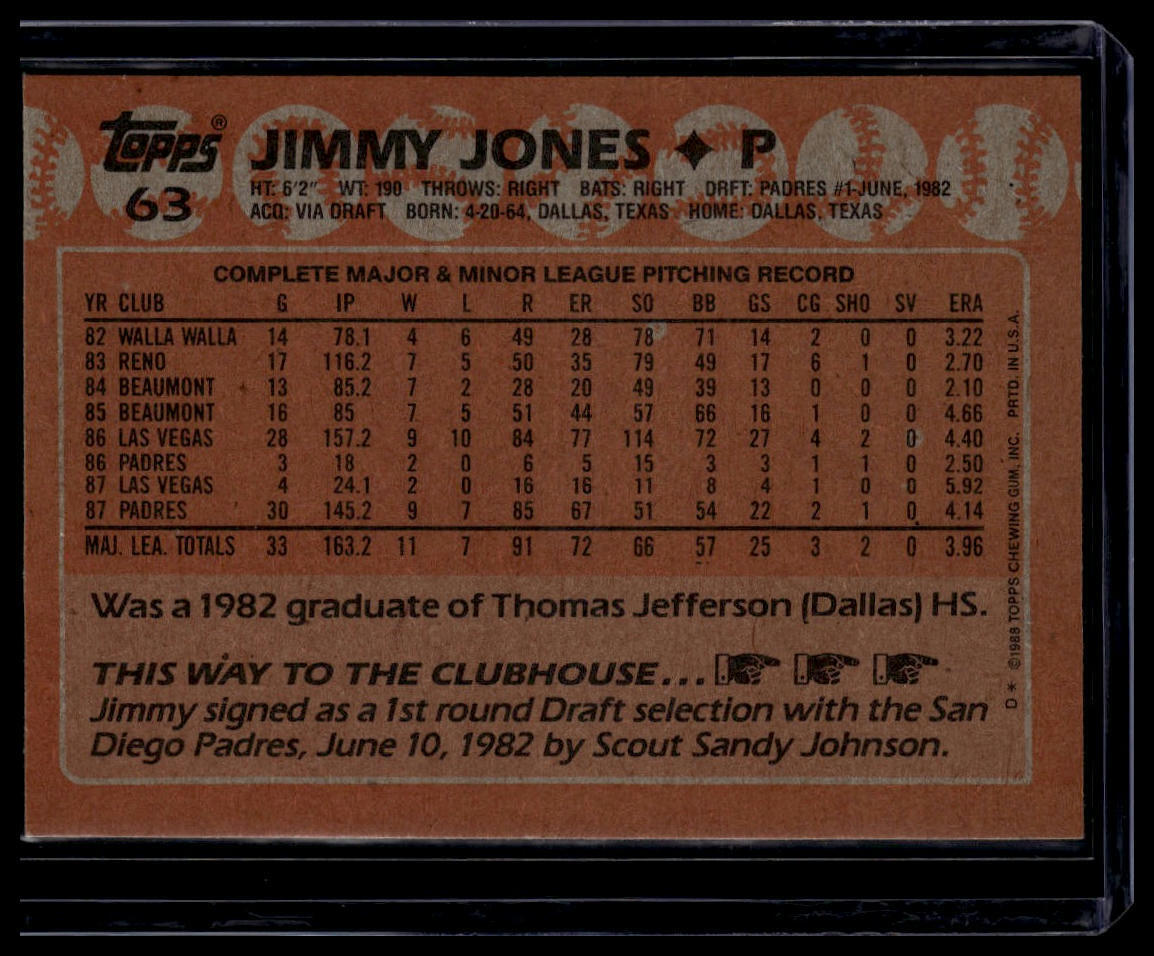 topps® JIMMY JONES ✦ P
63 HT: 6'2" WT: 190 THROWS: RIGHT BATS: RIGHT DRFT: PADRES #1-JUNE, 1982
ACQ: VIA DRAFT BORN: 4-20-64, DALLAS, TEXAS HOME: DALLAS, TEXAS
COMPLETE MAJOR & MINOR LEAGUE PITCHING RECORD
YR CLUB G IP W L R ER SO BB GS CG SHO SV ERA
82 WALLA WALLA 14 78.1 4 6 49 28 78 71 14 2 0 0 3.22
83 RENO 17 116.2 7 5 50 35 79 49 17 6 1 0 2.70
84 BEAUMONT 13 85.2 7 2 28 20 49 39 13 0 0 0 2.10
85 BEAUMONT 16 85 7 5 51 44 57 66 16 1 0 0 4.66
86 LAS VEGAS 28 157.2 9 10 84 77 114 72 27 4 2 0 4.40
86 PADRES 3 18 2 0 6 5 15 3 3 1 1 0 2.50
87 LAS VEGAS 4 24.1 2 0 16 16 11 8 4 1 0 0 5.92
87 PADRES 30 145.2 9 7 85 67 51 54 22 2 1 0 4.14
MAJ. LEA. TOTALS 33 163.2 11 7 91 72 66 57 25 3 2 0 3.96
Was a 1982 graduate of Thomas Jefferson (Dallas) HS.
THIS WAY TO THE CLUBHOUSE...
Jimmy signed as a 1st round Draft selection with the San
Diego Padres, June 10, 1982 by Scout Sandy Johnson.
D* ©1988 TOPPS CHEWING GUM, INC. PRTD. IN U.S.A.